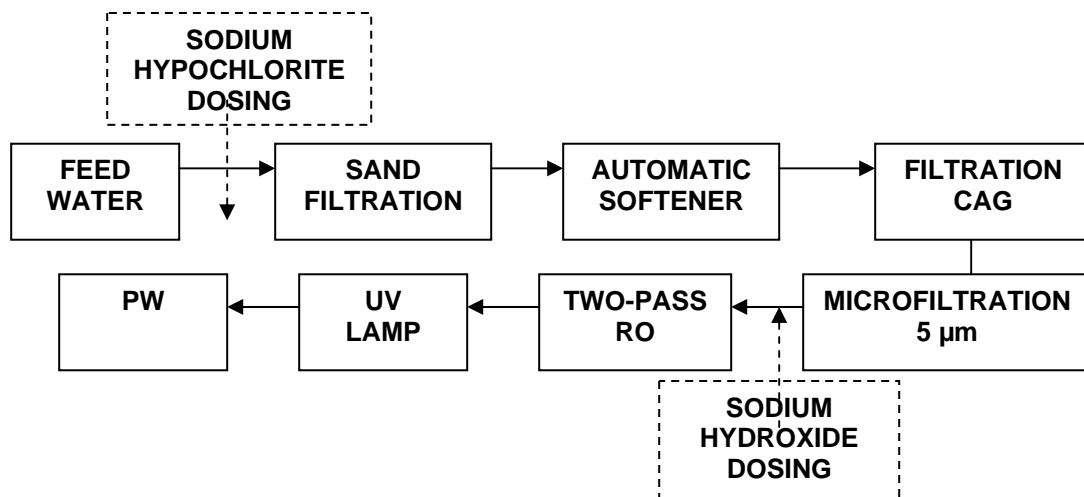 SODIUM
HYPOCHLORITE
DOSING
FEED
WATER
SAND
FILTRATION
AUTOMATIC
SOFTENER
FILTRATION
CAG
MICROFILTRATION
5 µm
TWO-PASS
RO
UV
LAMP
PW
SODIUM
HYDROXIDE
DOSING